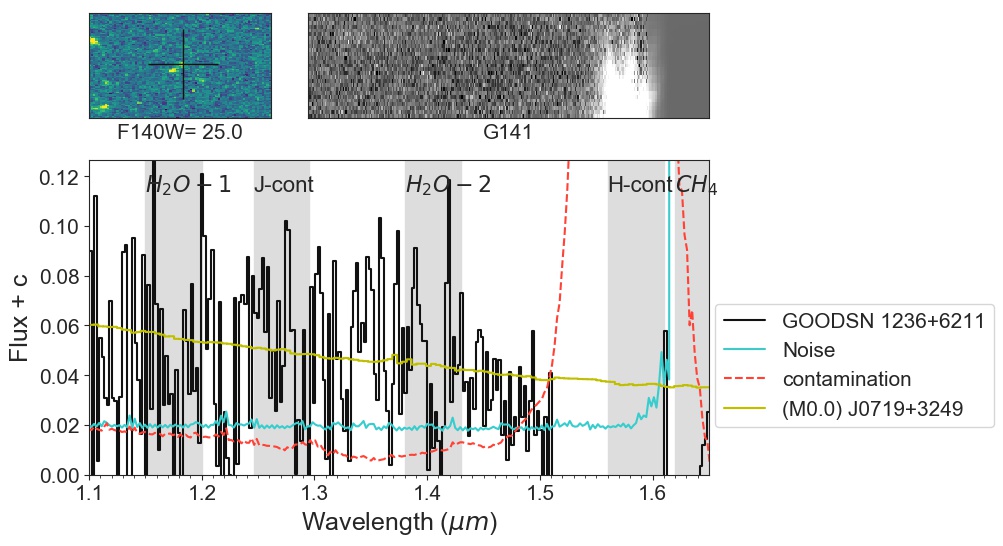 F140W= 25.0
G141
H₂O − 1
J-cont
H₂O − 2
H-cont
CH₄
0.12
0.10
0.08
0.06
0.04
0.02
0.00
Flux + c
1.1
1.2
1.3
1.4
1.5
1.6
Wavelength (μm)
GOODSN 1236+6211
Noise
contamination
(M0.0) J0719+3249